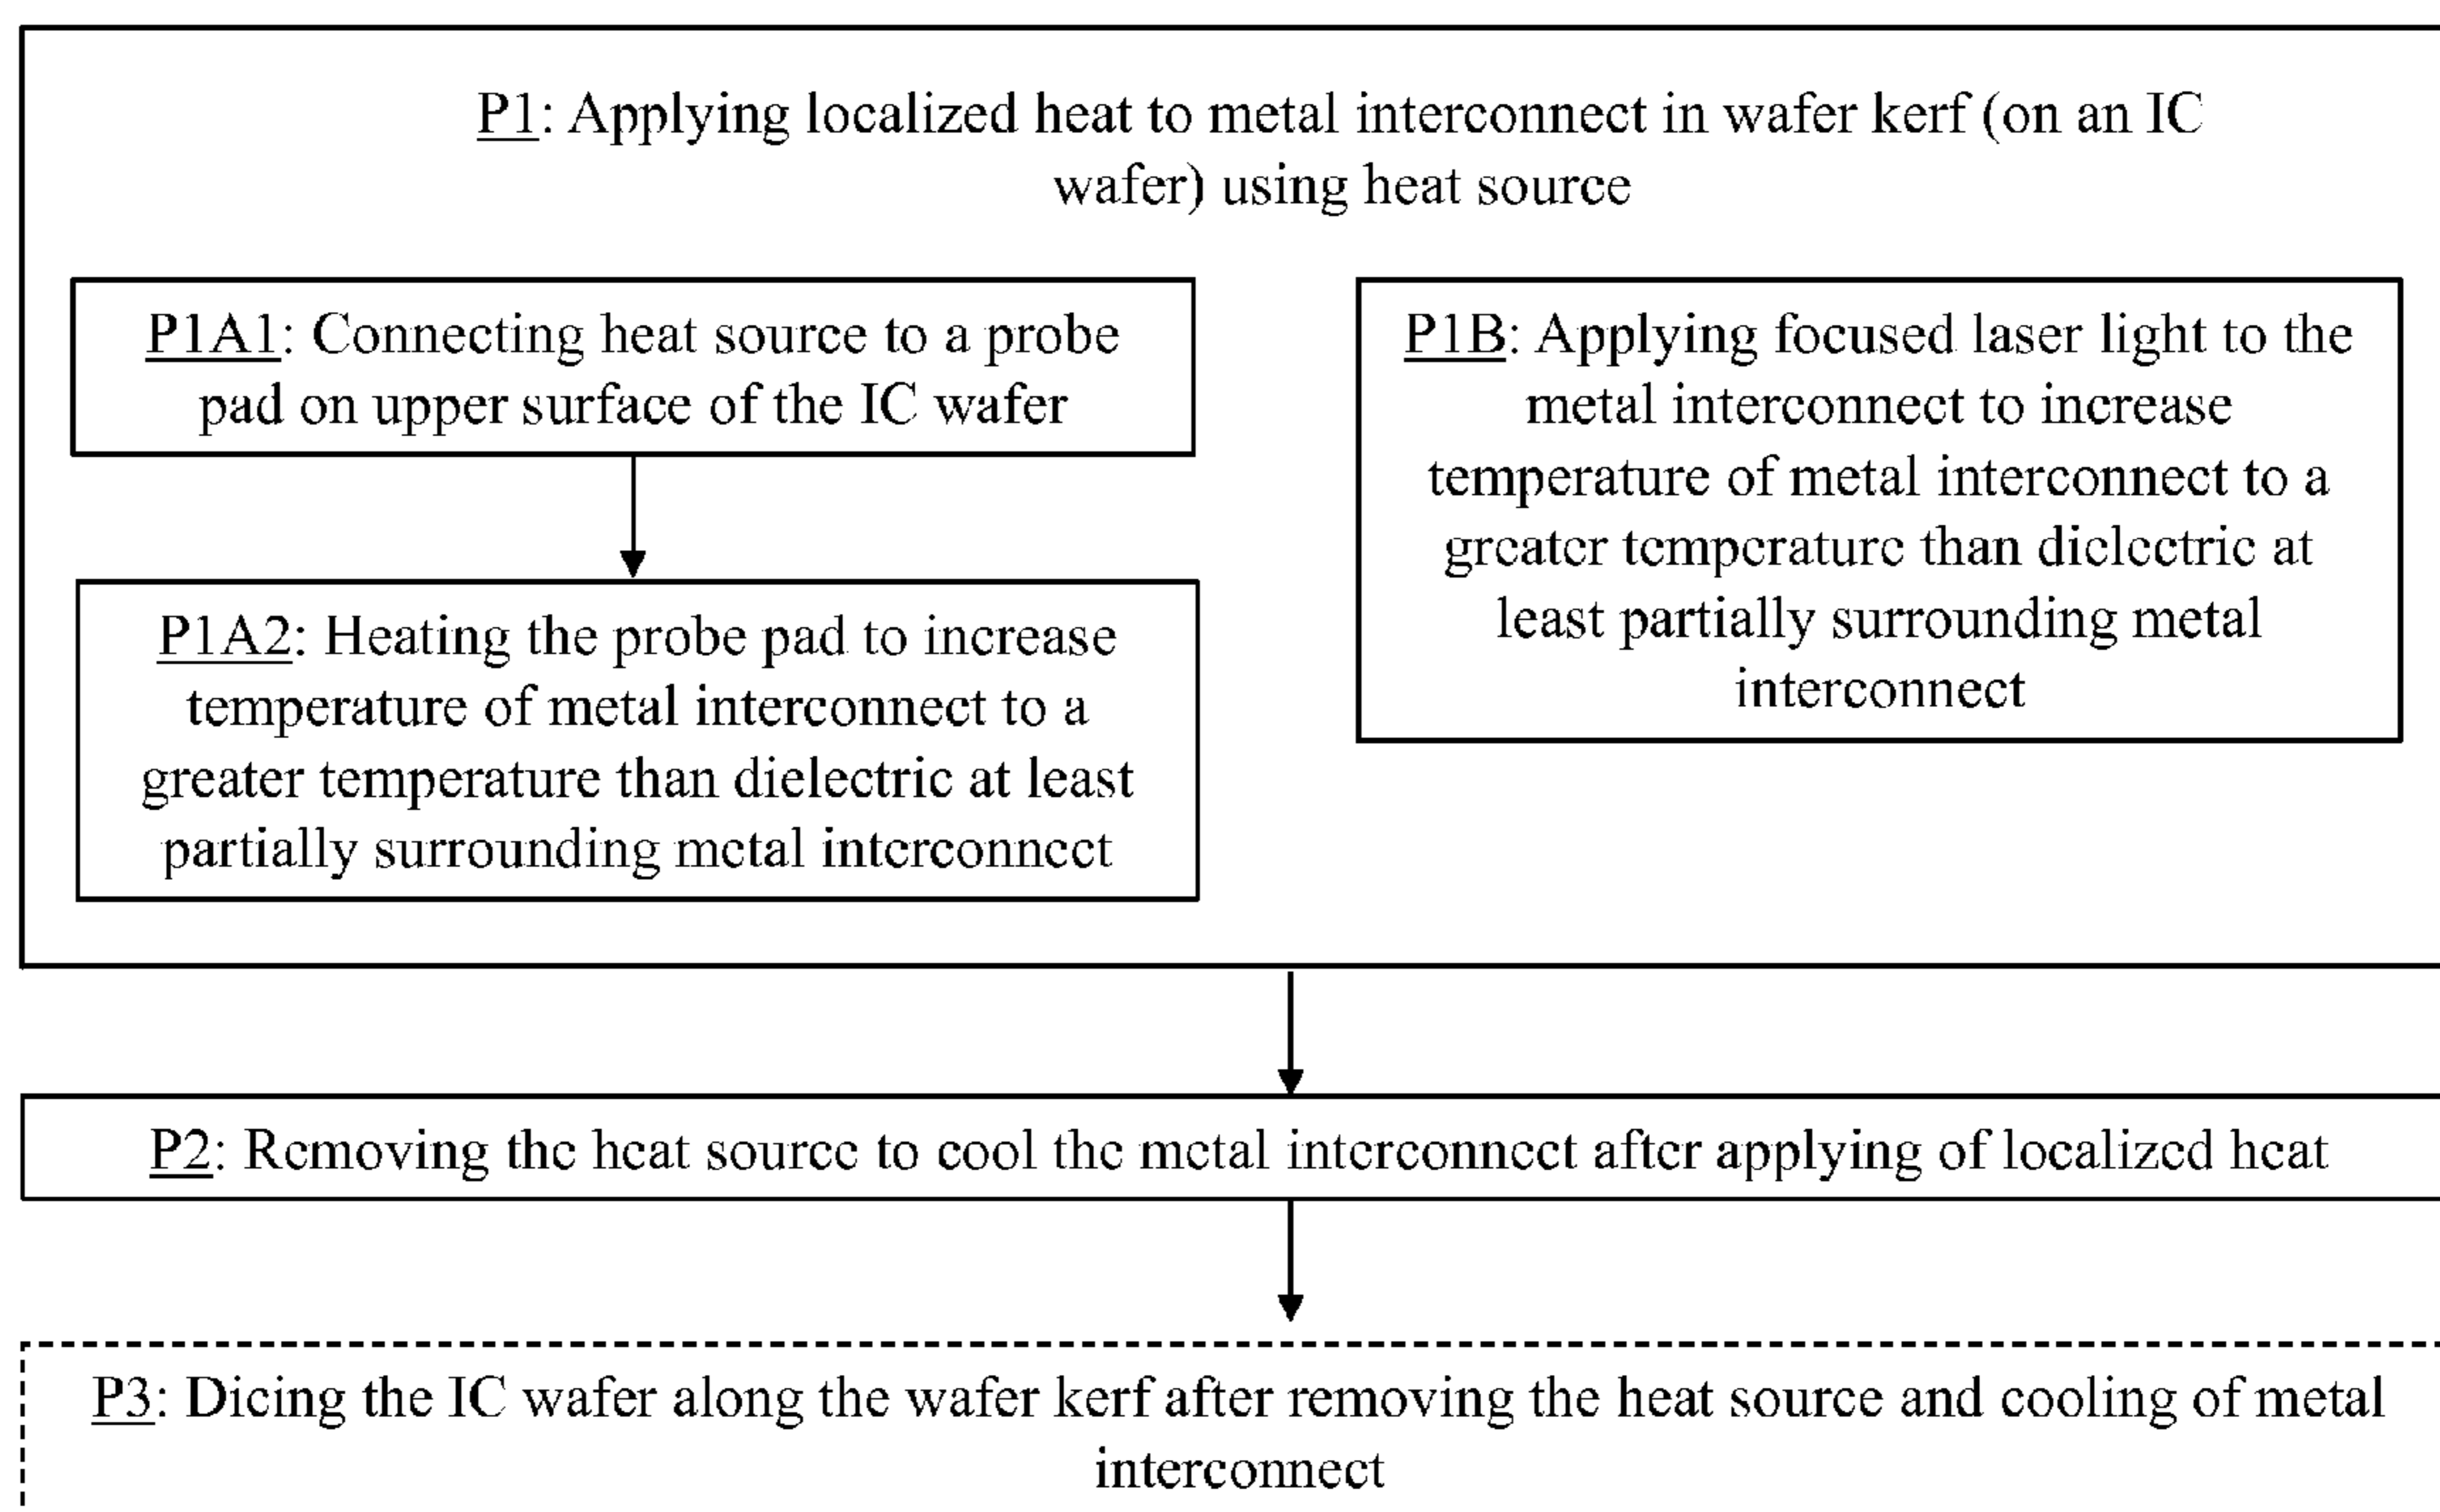 P1: Applying localized heat to metal interconnect in wafer kerf (on an IC
wafer) using heat source
P1A1: Connecting heat source to a probe
pad on upper surface of the IC wafer
P1A2: Heating the probe pad to increase
temperature of metal interconnect to a
greater temperature than dielectric at least
partially surrounding metal interconnect
P1B: Applying focused laser light to the
metal interconnect to increase
temperature of metal interconnect to a
greater temperature than dielectric at
least partially surrounding metal
interconnect
P2: Removing the heat source to cool the metal interconnect after applying of localized heat
P3: Dicing the IC wafer along the wafer kerf after removing the heat source and cooling of metal
interconnect